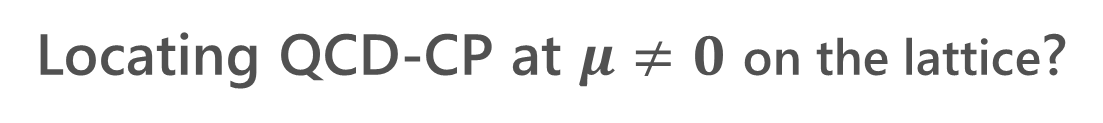 Locating QCD-CP at μ ≠ 0 on the lattice?